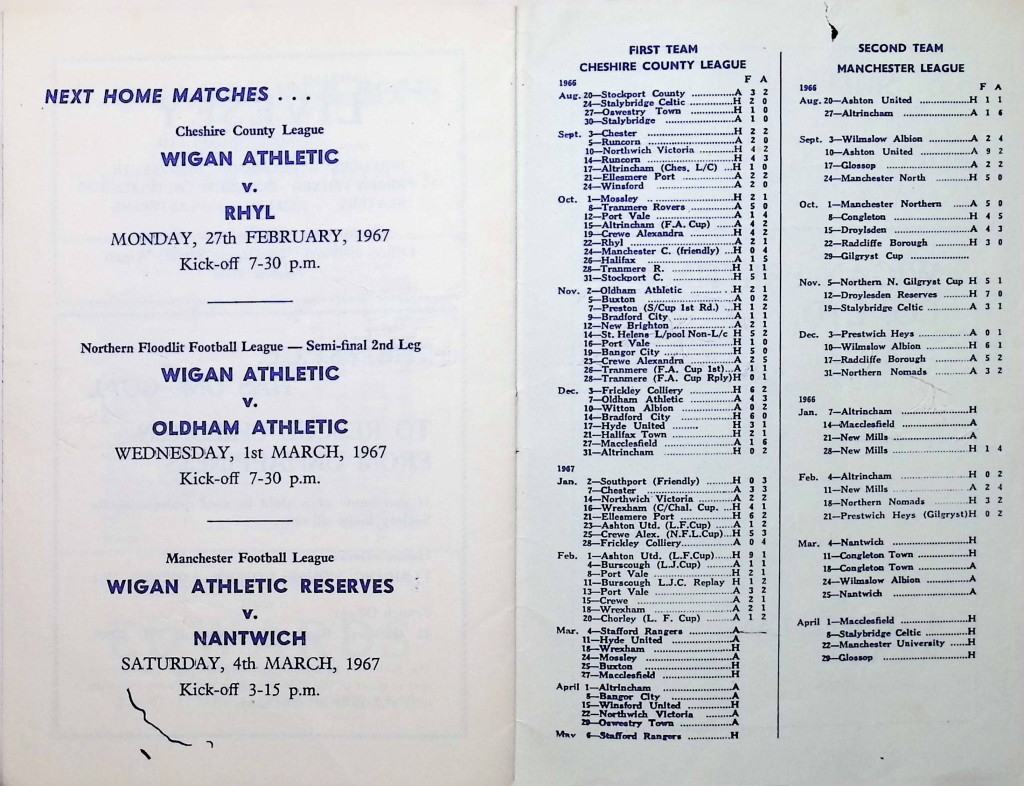 NEXT HOME MATCHES . . .
Cheshire County League
WIGAN ATHLETIC
v.
RHYL
MONDAY, 27th FEBRUARY, 1967
Kick-off 7-30 p.m.
Northern Floodlit Football League — Semi-final 2nd Leg
WIGAN ATHLETIC
v.
OLDHAM ATHLETIC
WEDNESDAY, 1st MARCH, 1967
Kick-off 7-30 p.m.
Manchester Football League
WIGAN ATHLETIC RESERVES
v.
NANTWICH
SATURDAY, 4th MARCH, 1967
Kick-off 3-15 p.m.
FIRST TEAM
CHESHIRE COUNTY LEAGUE
F A
1966
Aug. 20—Stockport County ..............A 3 2
24—Stalybridge Celtic ..............H 2 0
27—Oswestry Town ..............H 1 0
30—Stalybridge ..............A 1 0
Sept. 3—Chester ..............H 2 2
5—Runcorn ..............A 2 0
10—Northwich Victoria ..............H 4 2
14—Runcorn ..............H 4 3
17—Altrincham (Ches. L/C) ...H 1 0
21—Ellesmere Port ..............A 2 2
24—Winsford ..............A 2 0
Oct. 1—Mossley ..............H 2 1
8—Tranmere Rovers ..............A 5 0
12—Port Vale ..............A 1 4
15—Altrincham (F.A. Cup) ......A 4 2
19—Crewe Alexandra ..............H 4 2
22—Rhyl ..............A 2 1
24—Manchester C. (friendly) ...H 0 4
26—Halifax ..............A 1 5
28—Tranmere R. ..............H 1 1
31—Stockport C. ..............H 5 1
Nov. 2—Oldham Athletic ..............H 2 1
5—Buxton ..............A 0 2
7—Preston (S/Cup 1st Rd.) ...H 1 2
9—Bradford City ..............A 1 1
12—New Brighton ..............A 2 1
14—St. Helens L/pool Non-L/c H 5 2
16—Port Vale ..............H 1 0
19—Bangor City ..............H 5 0
23—Crewe Alexandra ..............A 2 5
26—Tranmere (F.A. Cup 1st)...A 1 1
28—Tranmere (F.A. Cup Rply)H 0 1
Dec. 3—Frickley Colliery ..............H 6 2
7—Oldham Athletic ..............A 4 3
10—Witton Albion ..............A 0 2
14—Bradford City ..............H 6 0
17—Hyde United ..............H 3 1
21—Halifax Town ..............H 2 1
27—Macclesfield ..............A 1 6
31—Altrincham ..............H 0 2
1967
Jan. 2—Southport (Friendly) ..............H 0 3
7—Chester ..............A 3 3
14—Northwich Victoria ..............A 2 2
16—Wrexham (C/Chal. Cup. ...H 4 1
21—Ellesmere Port ..............H 6 2
23—Ashton Utd. (L.F.Cup) ......A 1 2
25—Crewe Alex. (N.F.L.Cup)...H 5 3
28—Frickley Colliery..............A 0 4
Feb. 1—Ashton Utd. (L.F.Cup)......H 9 1
4—Burscough (L.J.Cup) ......A 1 1
8—Port Vale ..............H 2 1
11—Burscough L.J.C. Replay H 1 2
13—Port Vale ..............A 3 2
15—Crewe ..............A 2 1
18—Wrexham ..............A 2 1
20—Chorley (L. F. Cup) ......A 1 2
Mar. 4—Stafford Rangers ..............A
11—Hyde United ..............H
18—Wrexham ..............H
24—Mossley ..............A
25—Buxton ..............H
27—Macclesfield ..............H
April 1—Altrincham ..............A
8—Bangor City ..............A
15—Winsford United ..............H
22—Northwich Victoria ........A
29—Oswestry Town ..............A
May 6—Stafford Rangers ..............H
SECOND TEAM
MANCHESTER LEAGUE
F A
1966
Aug. 20—Ashton United ..............H 1 1
27—Altrincham ..............A 1 6
Sept. 3—Wilmslow Albion ..............A 2 4
10—Ashton United ..............A 9 2
17—Glossop ..............A 2 2
24—Manchester North ..............H 5 0
Oct. 1—Manchester Northern ......A 5 0
8—Congleton ..............H 4 5
15—Droylsden ..............A 4 3
22—Radcliffe Borough ..............H 3 0
29—Gilgryst Cup ..............
Nov. 5—Northern N. Gilgryst Cup H 5 1
12—Droylesden Reserves ........H 7 0
19—Stalybridge Celtic ..............A 3 1
Dec. 3—Prestwich Heys ..............A 0 1
10—Wilmslow Albion ..............H 6 1
17—Radcliffe Borough ..............A 5 2
31—Northern Nomads ..............A 3 2
1966
Jan. 7—Altrincham ..............H
14—Macclesfield ..............A
21—New Mills ..............A
28—New Mills ..............H 1 4
Feb. 4—Altrincham ..............H 0 2
11—New Mills ..............A 2 4
18—Northern Nomads ..............H 3 2
21—Prestwich Heys (Gilgryst)H 0 2
Mar. 4—Nantwich ..............H
11—Congleton Town ..............H
18—Congleton Town ..............A
24—Wilmslow Albion ..............A
25—Nantwich ..............A
April 1—Macclesfield ..............H
8—Stalybridge Celtic ..............H
22—Manchester University ......H
29—Glossop ..............H